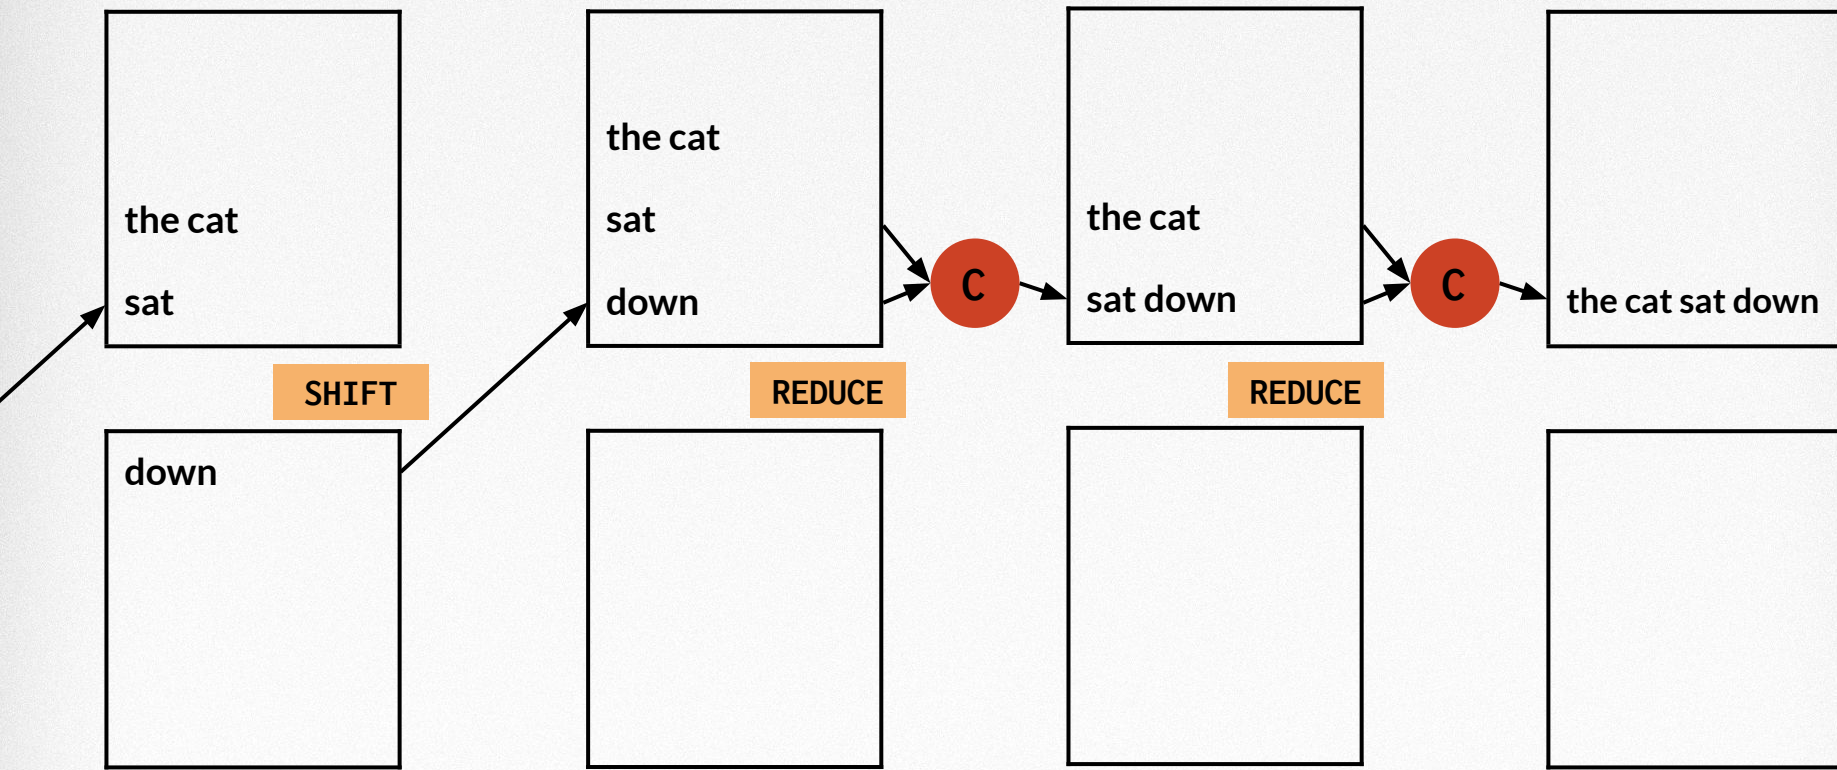 the cat
sat
SHIFT
down
the cat
sat
down
REDUCE
C
the cat
sat down
REDUCE
C
the cat sat down